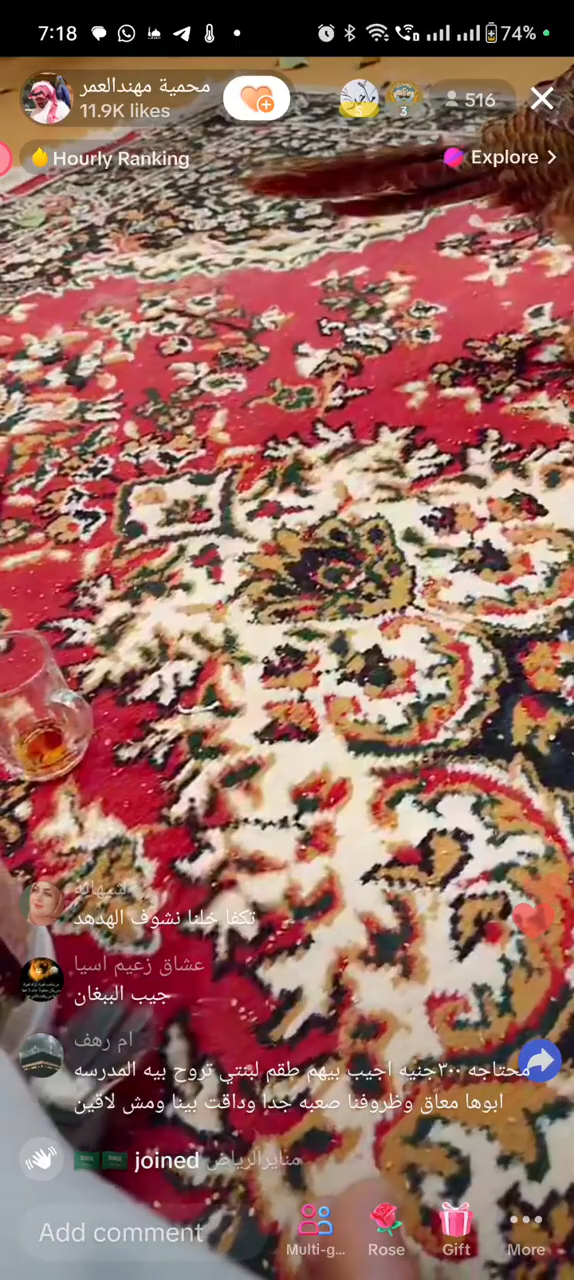 7:18
74%
محمية مهندالعمر
11.9K likes
5
3
516
Hourly Ranking
Explore
تكفا خلنا نشوف الهدهد
عشاق زعيم اسيا
جيب الببغان
ام رهف
محتاجه ٣٠٠جنيه اجيب بيهم طقم لبنتي تروح بيه المدرسه
ابوها معاق وظروفنا صعبه جدا وداقت بينا ومش لاقين
joined منايرالرياض
Add comment
Multi-g...
Rose
Gift
More